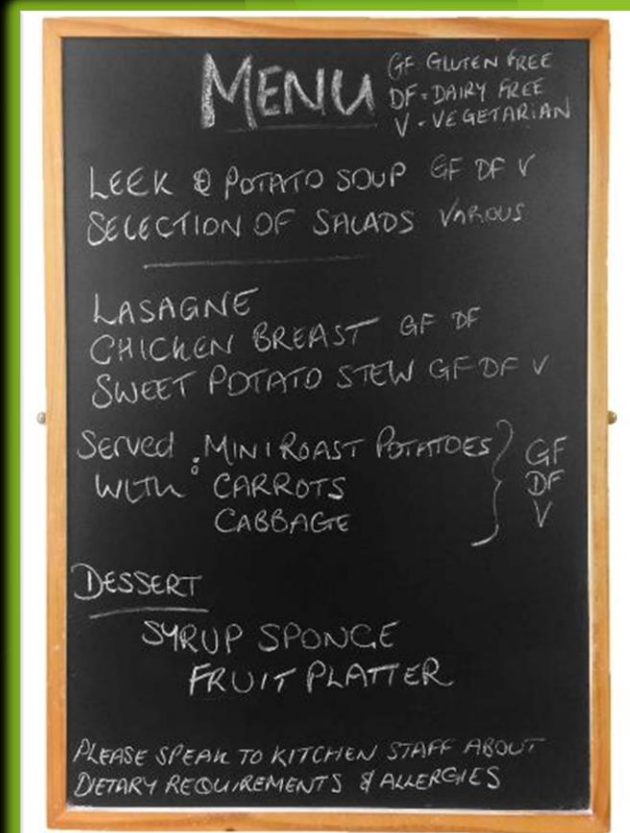 MENU
GF GLUTEN FREE
DF = DAIRY FREE
V - VEGETARIAN
LEEK & POTATO SOUP GF DF V
SELECTION OF SALADS VARIOUS
LASAGNE
CHICKEN BREAST GF DF
SWEET POTATO STEW GF DF V
Served : MINI ROAST POTATOES GF
WITH CARROTS DF
CABBAGE V
DESSERT
SYRUP SPONGE
FRUIT PLATTER
PLEASE SPEAK TO KITCHEN STAFF ABOUT
DIETARY REQUIREMENTS & ALLERGIES